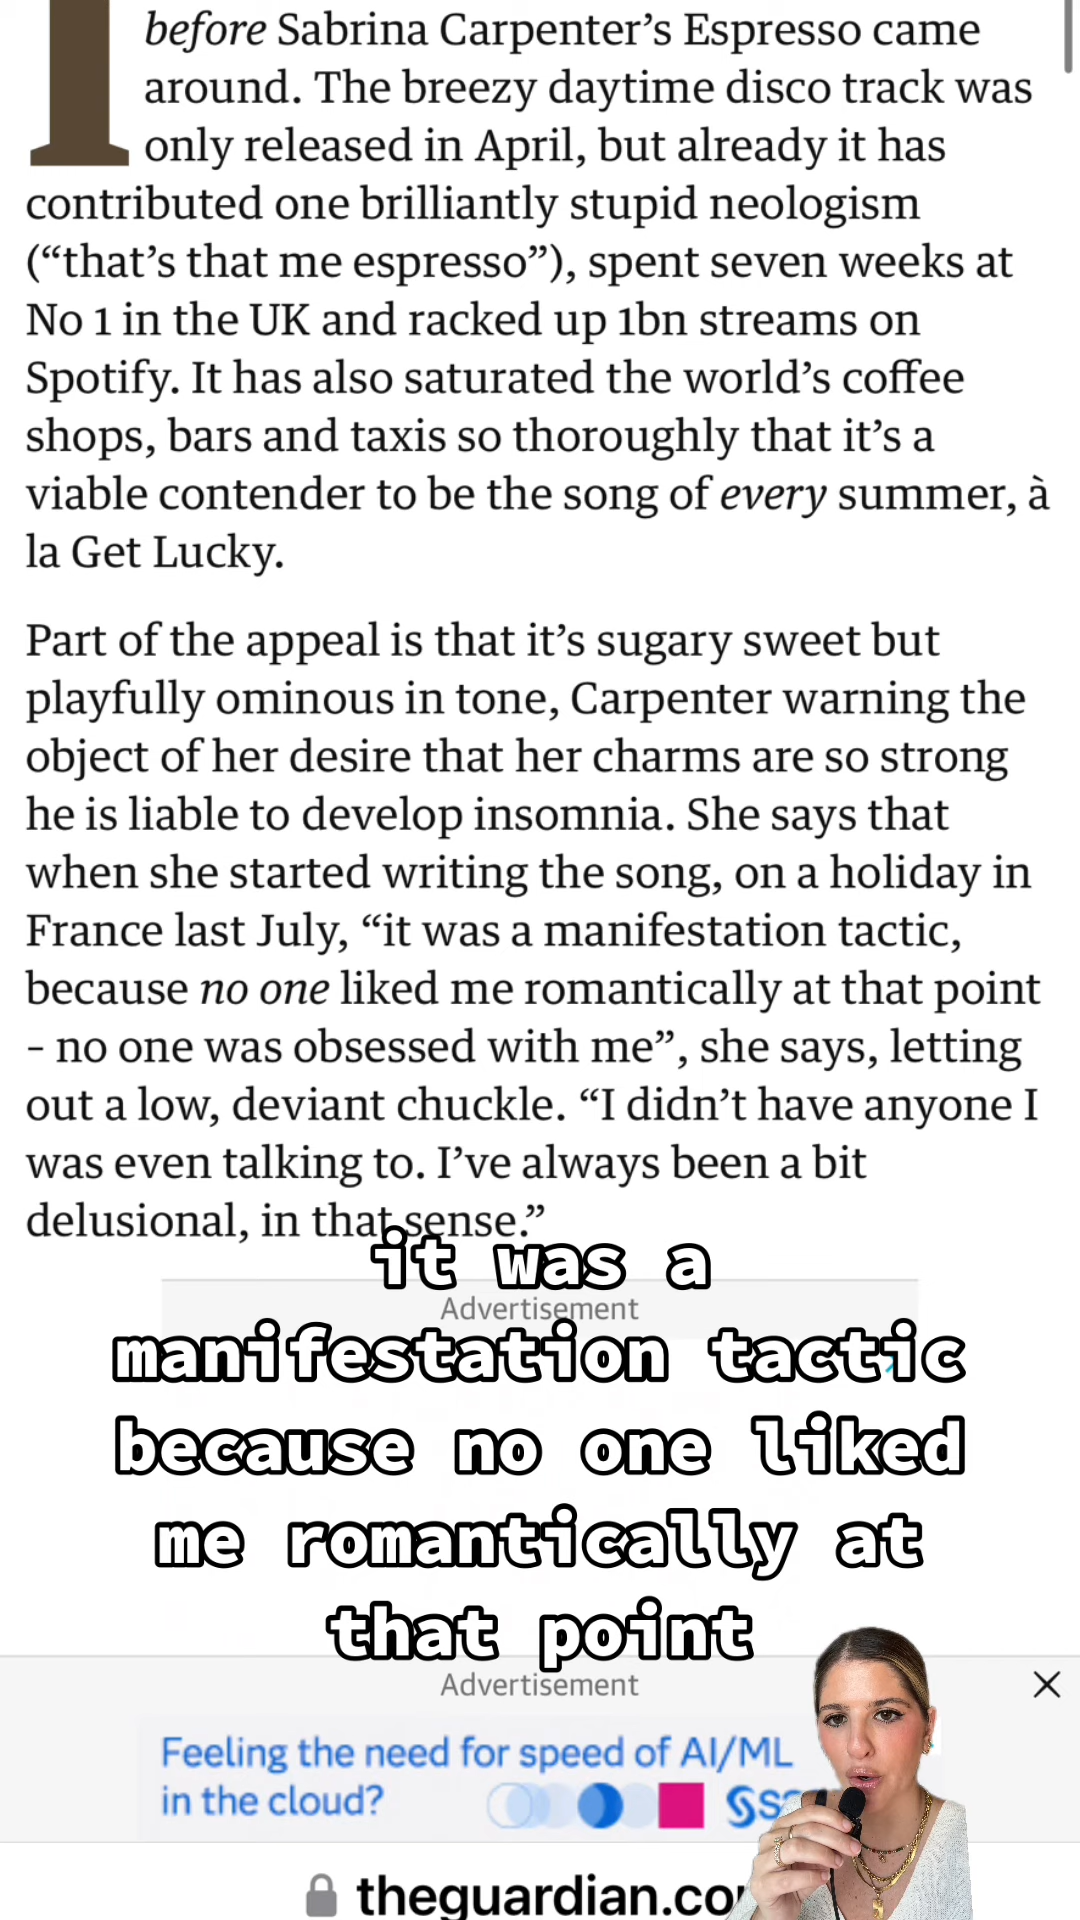 before Sabrina Carpenter’s Espresso came
around. The breezy daytime disco track was
only released in April, but already it has
contributed one brilliantly stupid neologism
(“that’s that me espresso”), spent seven weeks at
No 1 in the UK and racked up 1bn streams on
Spotify. It has also saturated the world’s coffee
shops, bars and taxis so thoroughly that it’s a
viable contender to be the song of every summer, à
la Get Lucky.
Part of the appeal is that it’s sugary sweet but
playfully ominous in tone, Carpenter warning the
object of her desire that her charms are so strong
he is liable to develop insomnia. She says that
when she started writing the song, on a holiday in
France last July, “it was a manifestation tactic,
because no one liked me romantically at that point
– no one was obsessed with me”, she says, letting
out a low, deviant chuckle. “I didn’t have anyone I
was even talking to. I’ve always been a bit
delusional, in that sense.”
it was a
Advertisement
manifestation tactic
because no one liked
me romantically at
that point
Advertisement
Feeling the need for speed of AI/ML
in the cloud?
theguardian.co